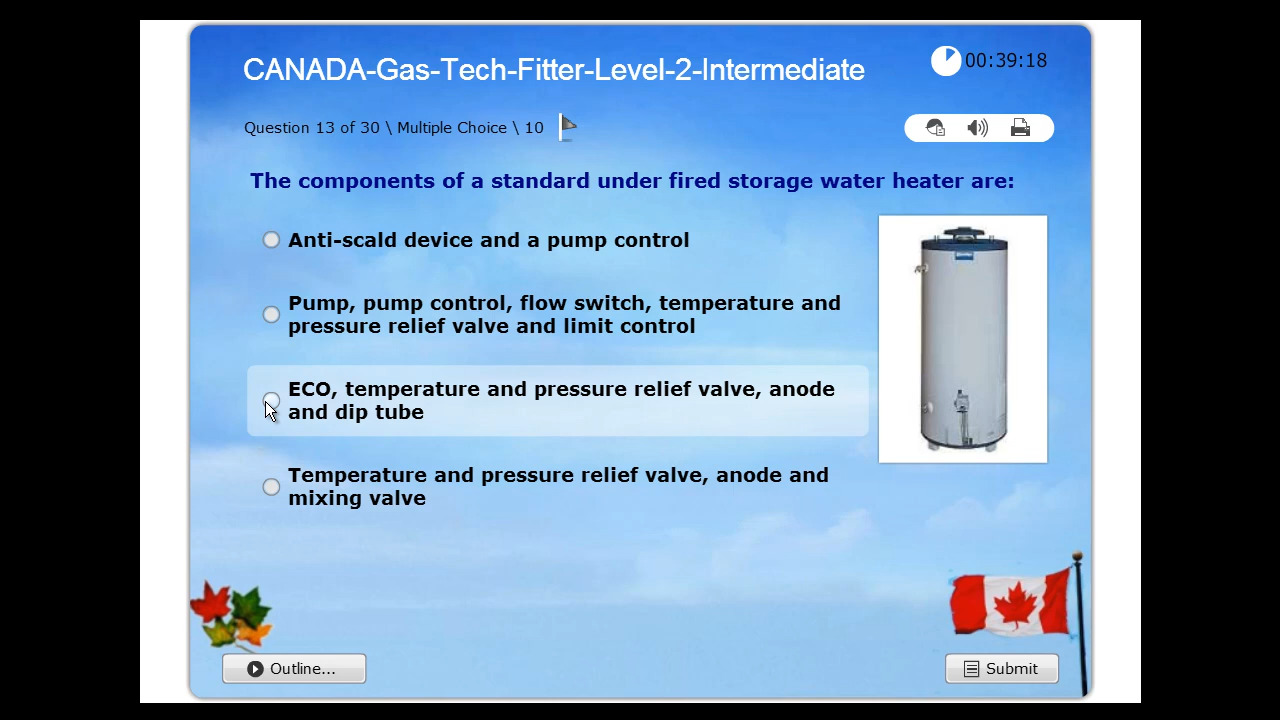 CANADA-Gas-Tech-Fitter-Level-2-Intermediate
00:39:18
Question 13 of 30 \ Multiple Choice \ 10
The components of a standard under fired storage water heater are:
Anti-scald device and a pump control
Pump, pump control, flow switch, temperature and
pressure relief valve and limit control
ECO, temperature and pressure relief valve, anode
and dip tube
Temperature and pressure relief valve, anode and
mixing valve
Outline...
Submit